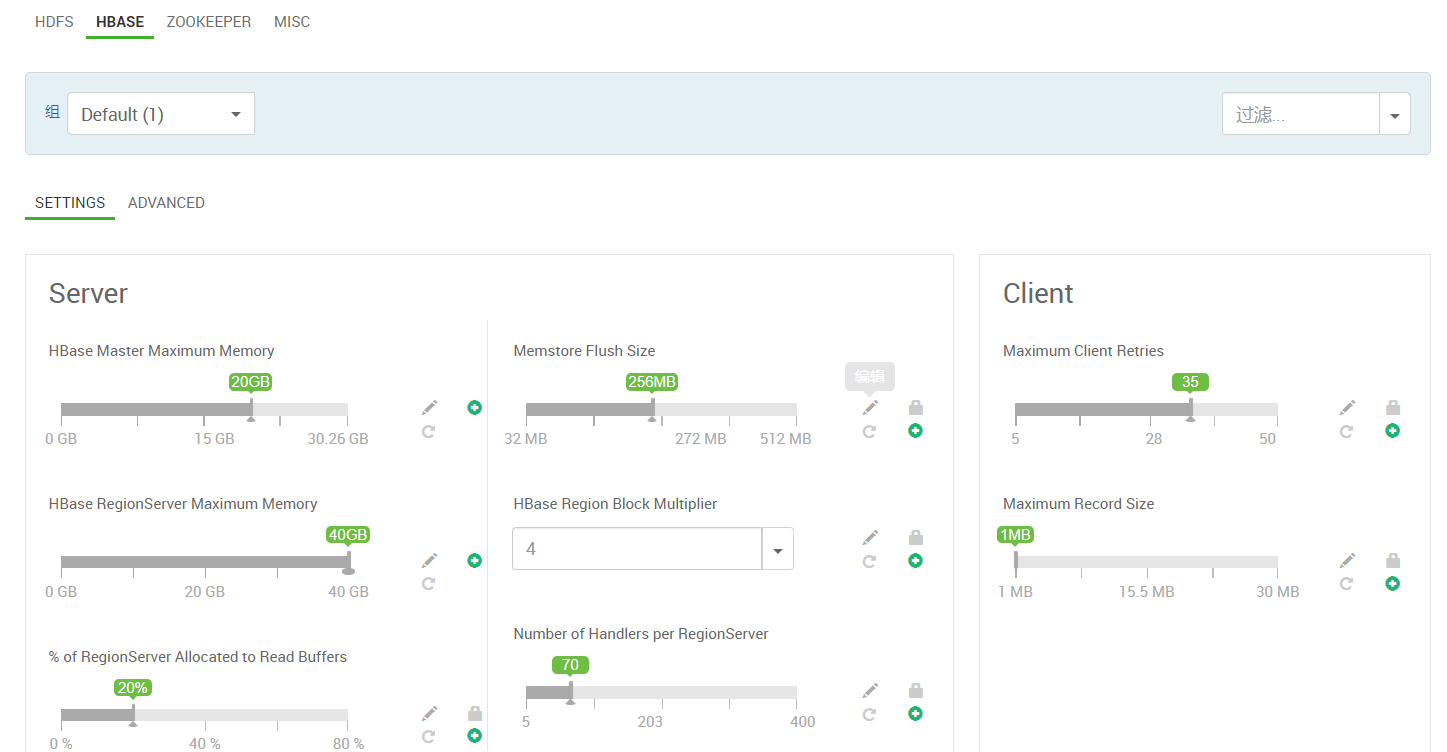 HDFS HBASE ZOOKEEPER MISC
组 Default (1) 过滤...
SETTINGS ADVANCED
Server
HBase Master Maximum Memory
20GB
0 GB 15 GB 30.26 GB
HBase RegionServer Maximum Memory
40GB
0 GB 20 GB 40 GB
% of RegionServer Allocated to Read Buffers
20%
0 % 40 % 80 %
Memstore Flush Size
256MB
编辑
32 MB 272 MB 512 MB
HBase Region Block Multiplier
4
Number of Handlers per RegionServer
70
5 203 400
Client
Maximum Client Retries
35
5 28 50
Maximum Record Size
1MB
1 MB 15.5 MB 30 MB